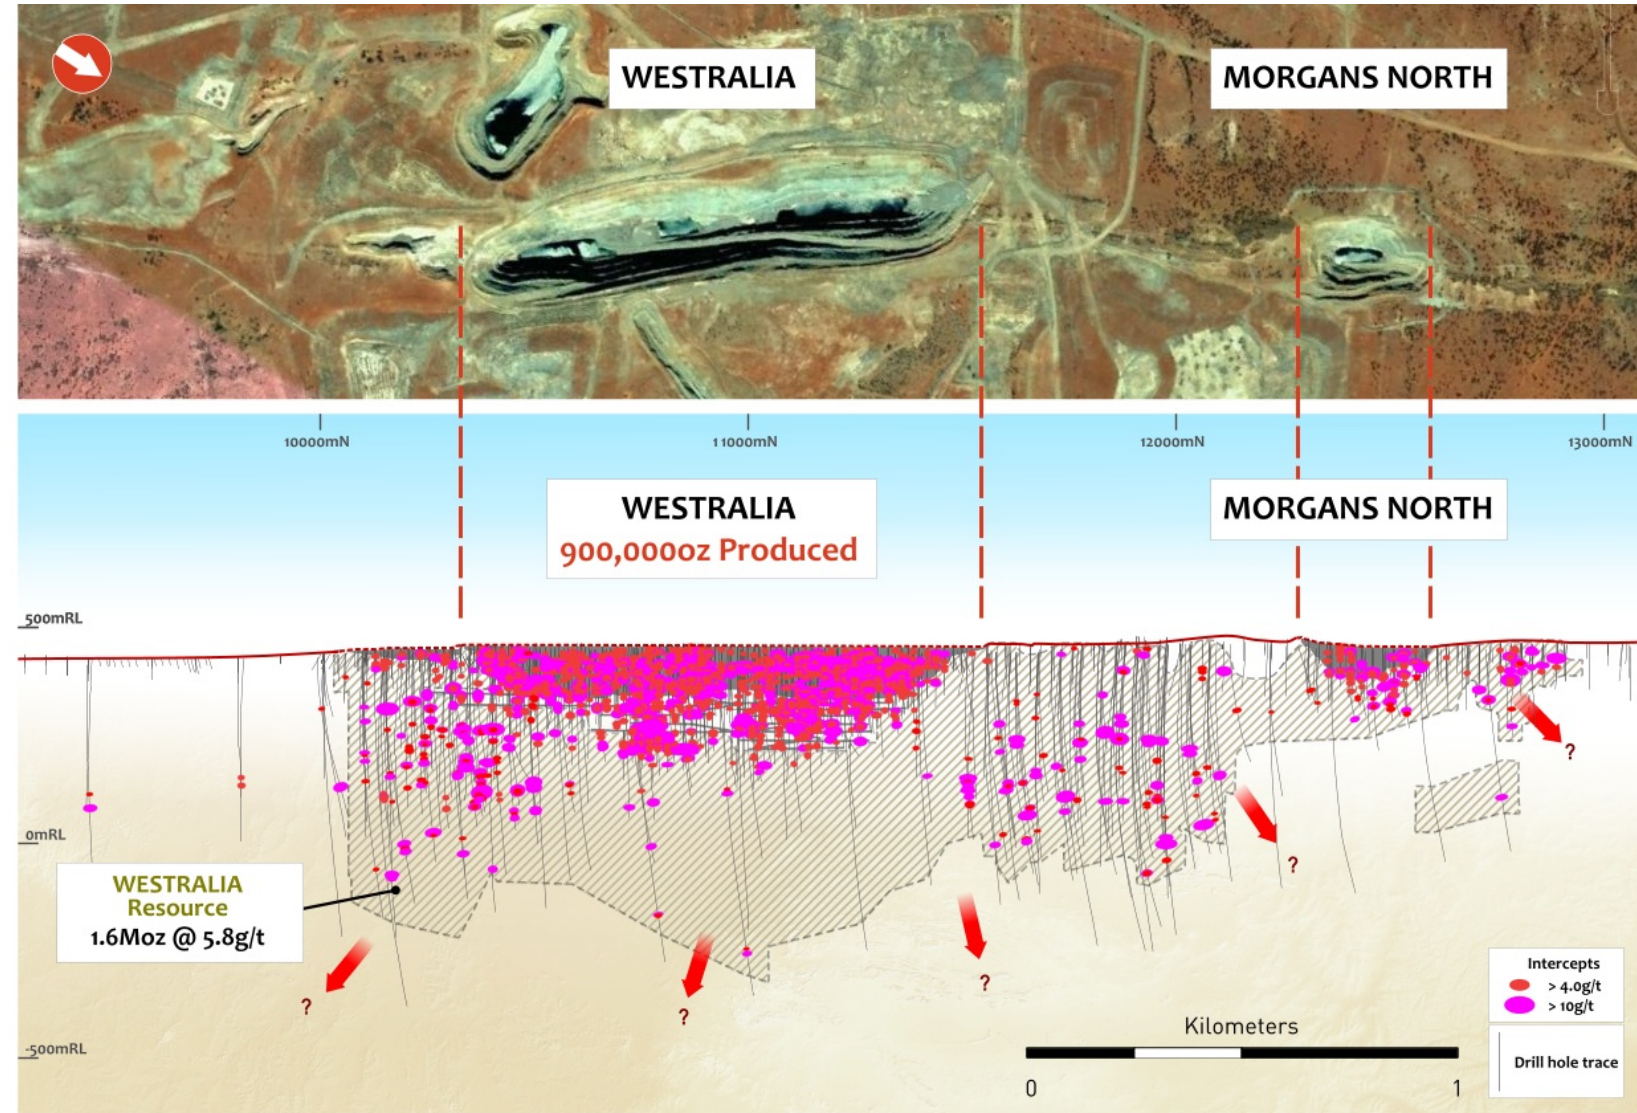 WESTRALIA
MORGANS NORTH
10000mN
11000mN
12000mN
13000mN
WESTRALIA
900,000oz Produced
MORGANS NORTH
500mRL
?
0mRL
?
WESTRALIA
Resource
1.6Moz @ 5.8g/t
?
?
?
Intercepts
> 4.0g/t
> 10g/t
Kilometers
-500mRL
Drill hole trace
0
1